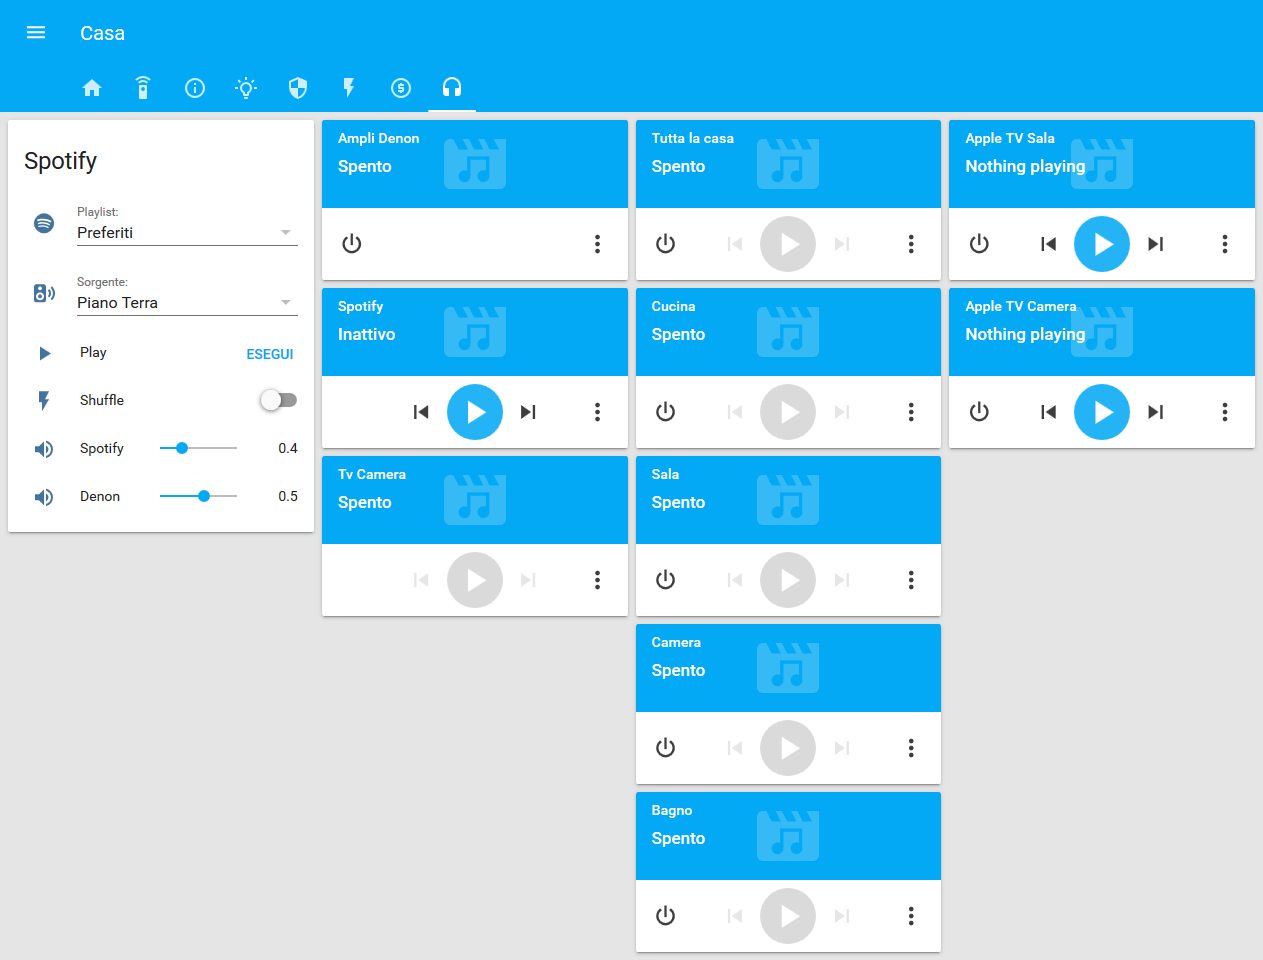 Casa
Spotify
Playlist:
Preferiti
Sorgente:
Piano Terra
Play
ESEGUI
Shuffle
Spotify
0.4
Denon
0.5
Ampli Denon
Spento
Spotify
Inattivo
Tv Camera
Spento
Tutta la casa
Spento
Cucina
Spento
Sala
Spento
Camera
Spento
Bagno
Spento
Apple TV Sala
Nothing playing
Apple TV Camera
Nothing playing